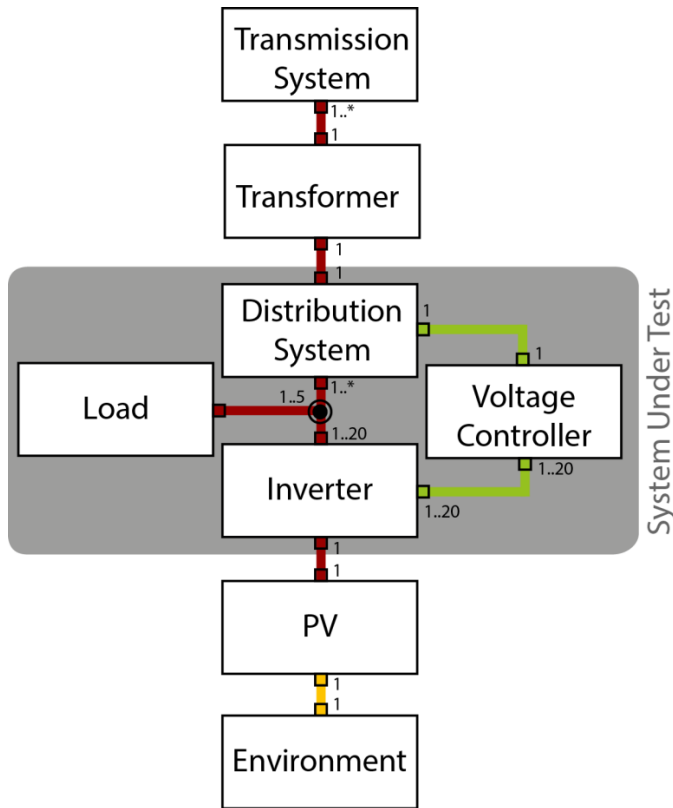 Transmission
System
1..*
1
Transformer
1
1
Distribution
System
1
1
1..*
1..5
Load
1..20
Voltage
Controller
1..20
Inverter
1..20
System Under Test
1
1
PV
1
1
Environment